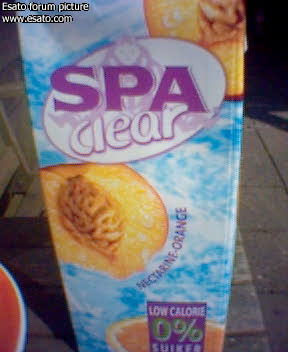 Esato forum picture
www.esato.com
SPA
clear
NECTARINE-ORANGE
LOW CALORIE
0%
SUIKER